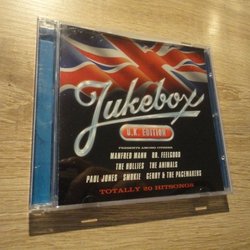 Jukebox
U.K. EDITION
PRESENTS AMONG OTHERS
MANFRED MANN DR. FEELGOOD
THE HOLLIES THE ANIMALS
PAUL JONES SMOKIE GERRY & THE PACEMAKERS
TOTALLY 20 HITSONGS